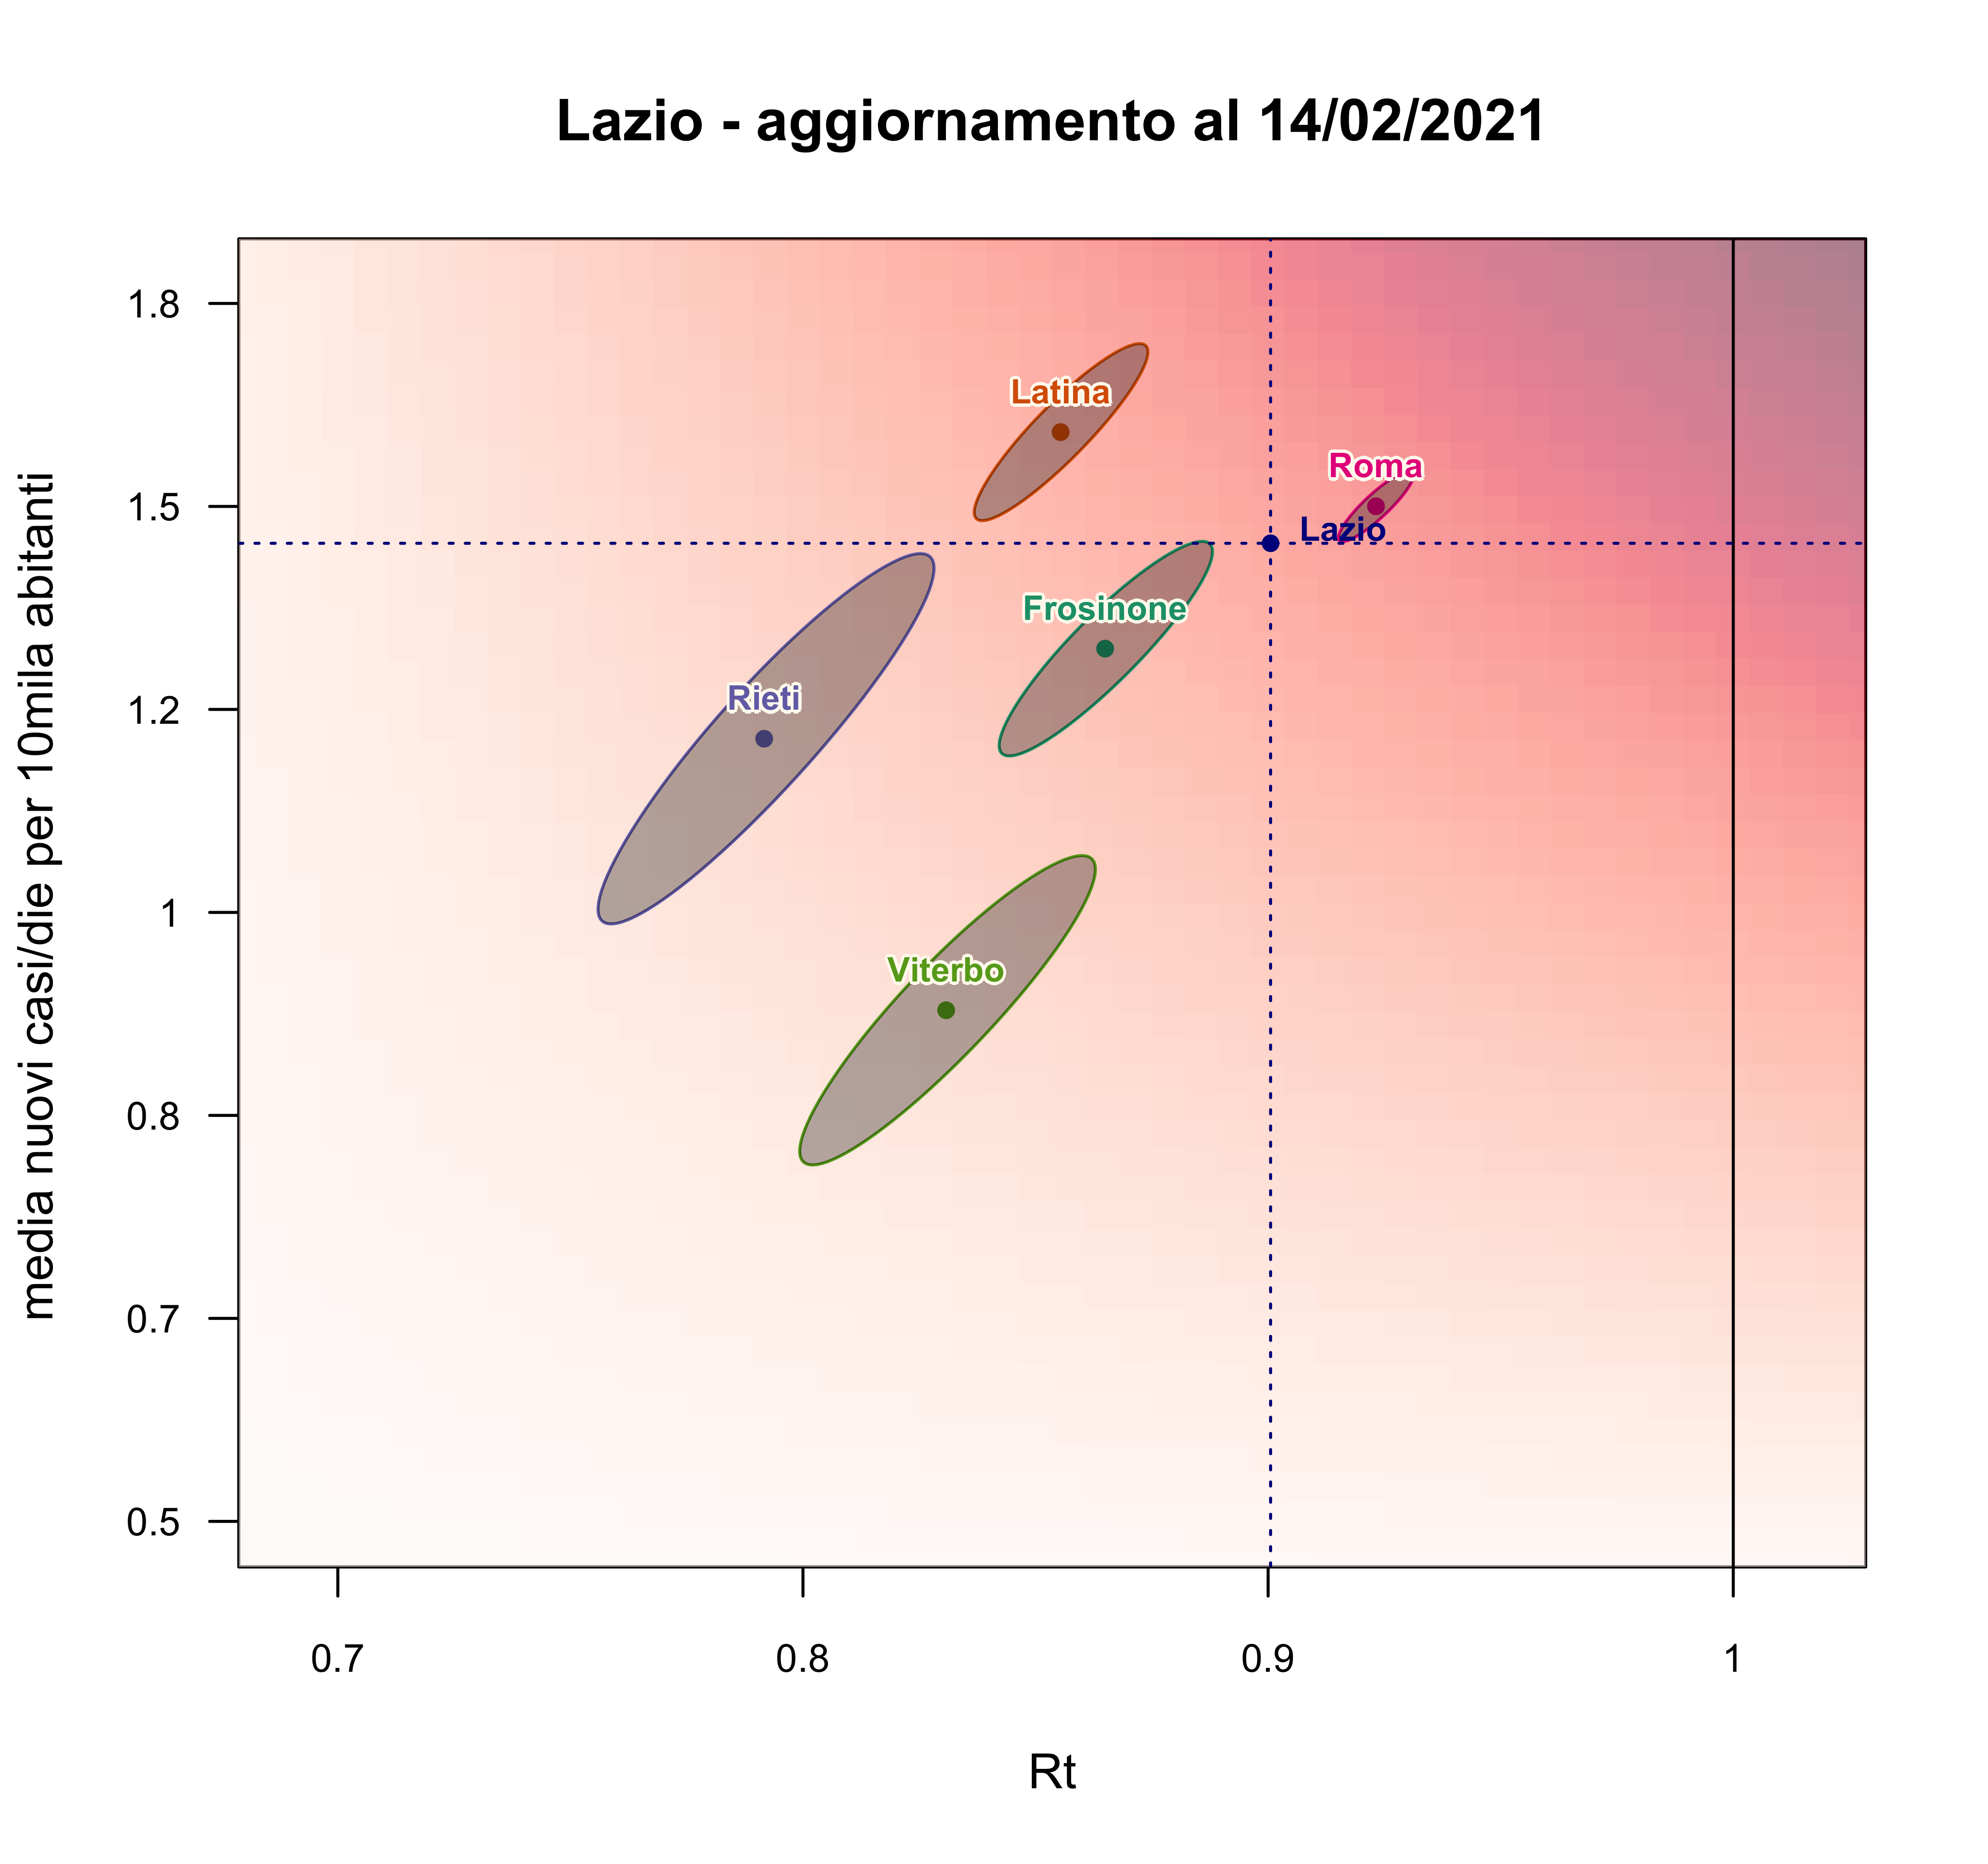 Lazio - aggiornamento al 14/02/2021
media nuovi casi/die per 10mila abitanti
1.8
1.5
1.2
1
0.8
0.7
0.5
Latina
Roma
Lazio
Frosinone
Rieti
Viterbo
0.7
0.8
0.9
1
Rt